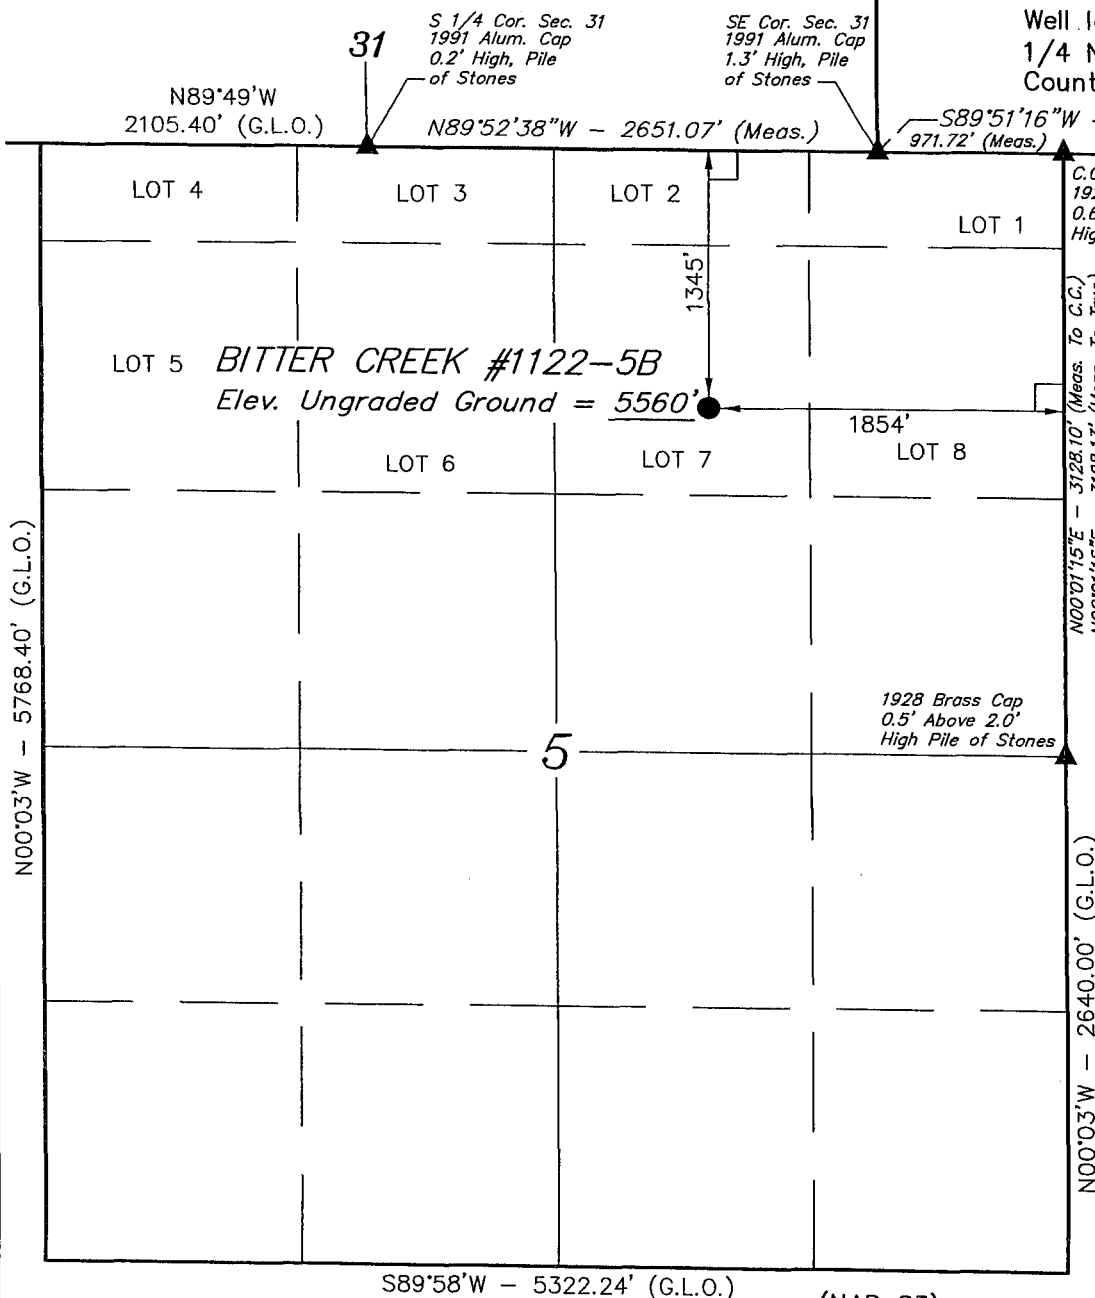 S 1/4 Cor. Sec. 31
1991 Alum. Cap
0.2' High, Pile
of Stones
31
SE Cor. Sec. 31
1991 Alum. Cap
1.3' High, Pile
of Stones
Well
1/4
Count
N89°49'W
2105.40' (G.L.O.)
N89°52'38"W - 2651.07' (Meas.)
S89°51'16"W -
971.72' (Meas.)
LOT 4
LOT 3
LOT 2
LOT 1
C.C
192
0.6
Hig
1345'
LOT 5
BITTER CREEK #1122-5B
Elev. Ungraded Ground = 5560'
1854'
LOT 6
LOT 7
LOT 8
N00°01'15"E - 3128.10' (Meas. To C.C.)
N00°03'W - 5768.40' (G.L.O.)
1928 Brass Cap
0.5' Above 2.0'
High Pile of Stones
5
N00°03'W - 2640.00' (G.L.O.)
S89°58'W - 5322.24' (G.L.O.)